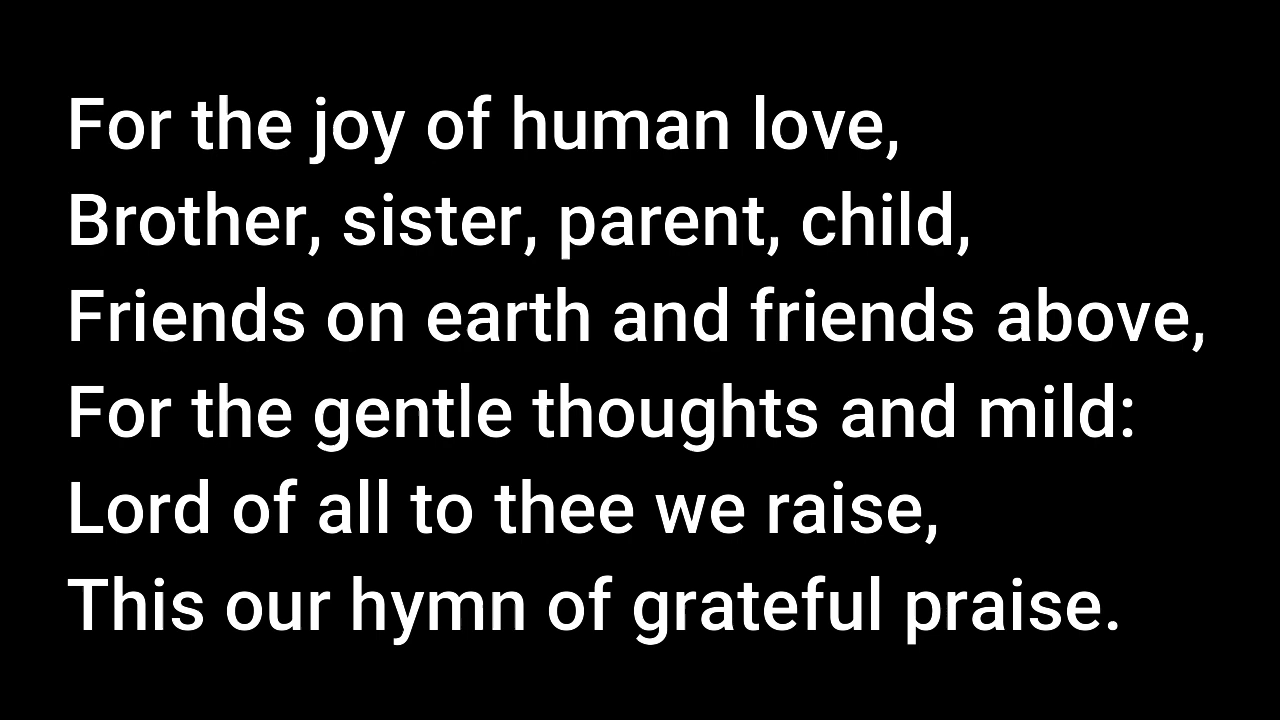 For the joy of human love,
Brother, sister, parent, child,
Friends on earth and friends above,
For the gentle thoughts and mild:
Lord of all to thee we raise,
This our hymn of grateful praise.